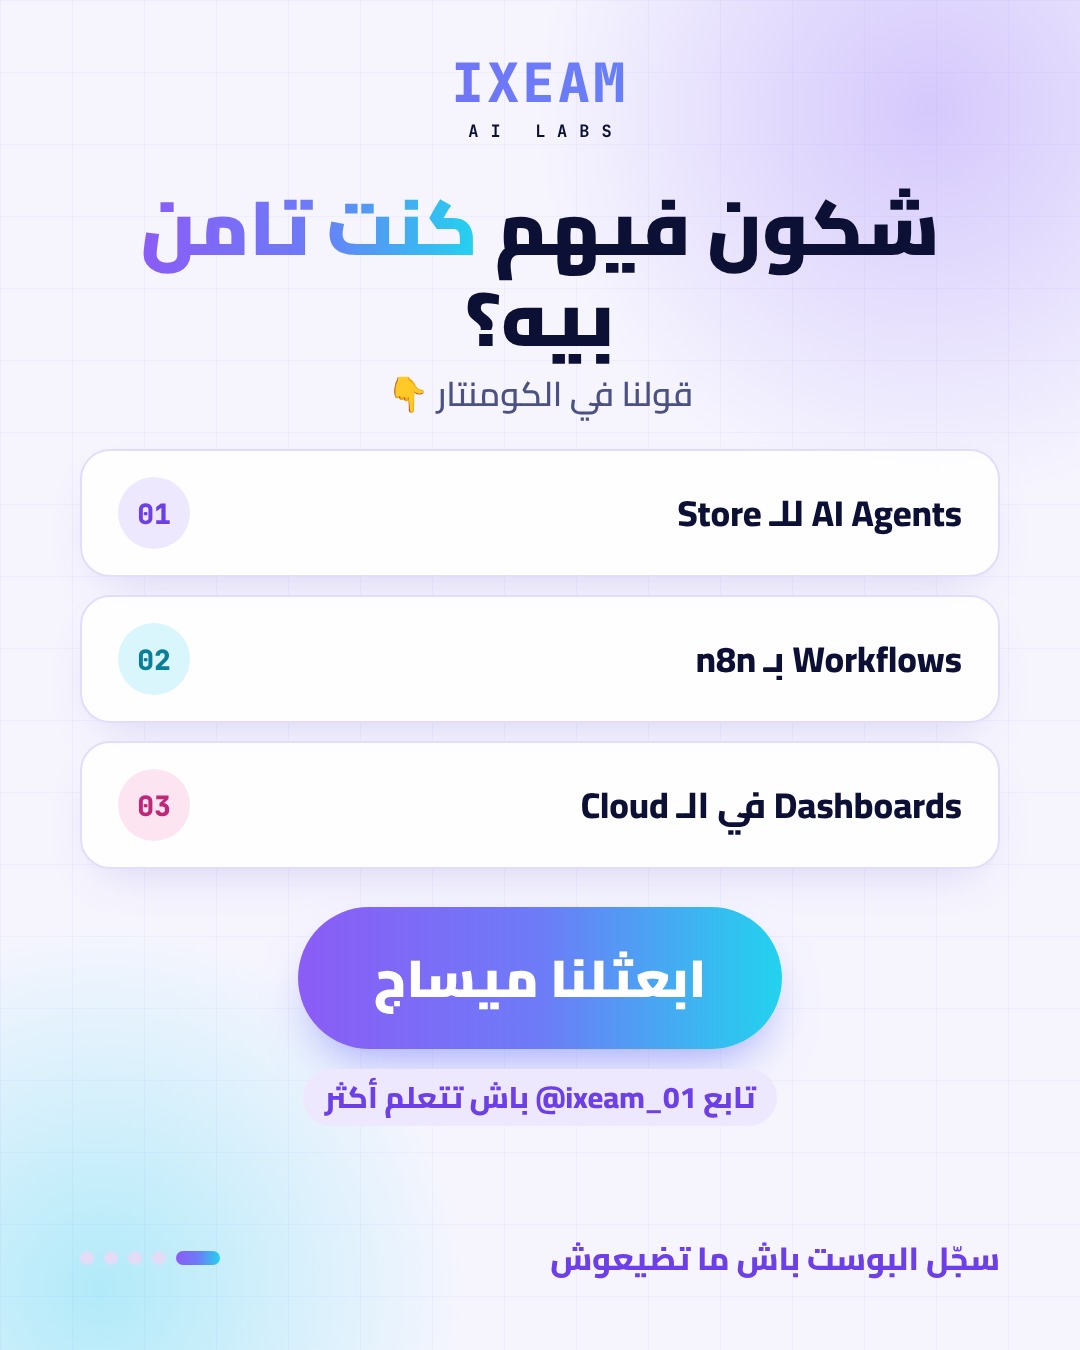 IXEAM
AI LABS
شكون فيهم كنت تامن
بيه؟
قولنا في الكومنتار 👇
AI Agents للـ Store
01
Workflows بـ n8n
02
Dashboards في الـ Cloud
03
ابعثلنا ميساج
تابع @ixeam_01 باش تتعلم أكثر
سجّل البوست باش ما تضيعوش